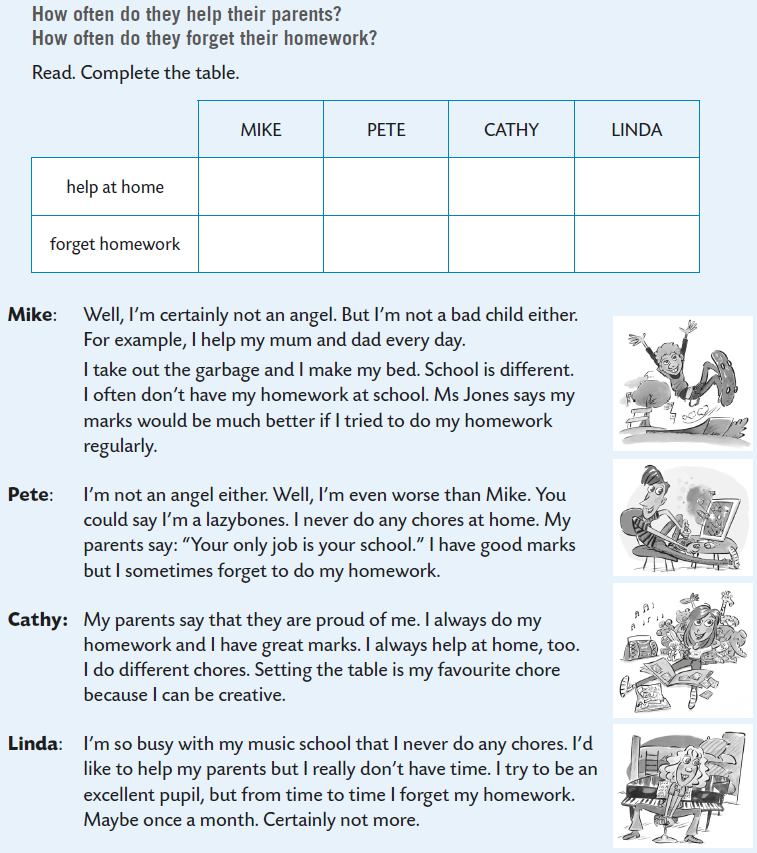 How often do they help their parents?
How often do they forget their homework?
Read. Complete the table.
MIKE PETE CATHY LINDA
help at home
forget homework
Mike: Well, I'm certainly not an angel. But I'm not a bad child either.
For example, I help my mum and dad every day.
I take out the garbage and I make my bed. School is different.
I often don't have my homework at school. Ms Jones says my
marks would be much better if I tried to do my homework
regularly.
Pete: I'm not an angel either. Well, I'm even worse than Mike. You
could say I'm a lazybones. I never do any chores at home. My
parents say: “Your only job is your school.” I have good marks
but I sometimes forget to do my homework.
Cathy: My parents say that they are proud of me. I always do my
homework and I have great marks. I always help at home, too.
I do different chores. Setting the table is my favourite chore
because I can be creative.
Linda: I'm so busy with my music school that I never do any chores. I'd
like to help my parents but I really don't have time. I try to be an
excellent pupil, but from time to time I forget my homework.
Maybe once a month. Certainly not more.